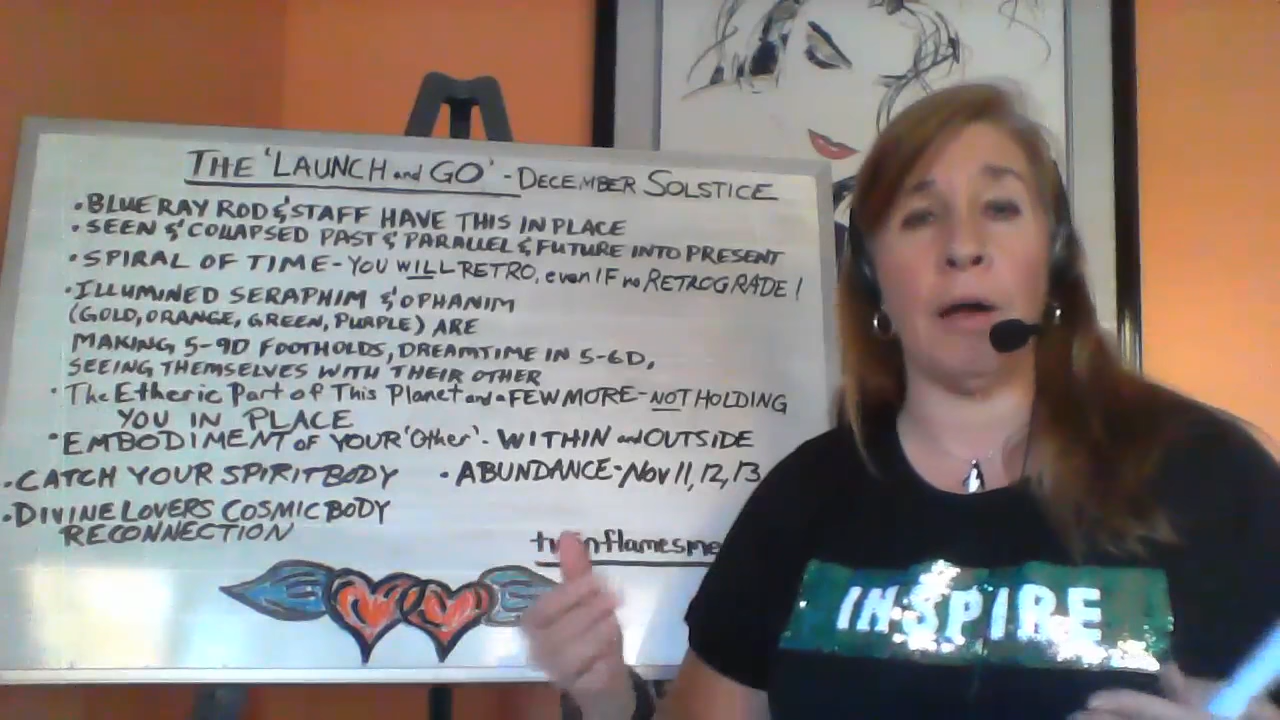 THE 'LAUNCH and GO' - DECEMBER SOLSTICE
• BLUE RAY ROD & STAFF HAVE THIS IN PLACE
• SEEN & COLLAPSED PAST & PARALLEL & FUTURE INTO PRESENT
• SPIRAL OF TIME - YOU WILL RETRO, even IF no RETROGRADE!
• ILLUMINED SERAPHIM & OPHANIM
(GOLD, ORANGE, GREEN, PURPLE) ARE
MAKING 5-9D FOOTHOLDS, DREAMTIME IN 5-6D,
SEEING THEMSELVES WITH THEIR OTHER
• The Etheric Part of This Planet and a FEW MORE - NOT HOLDING
YOU IN PLACE
• EMBODIMENT OF YOUR 'Other' - WITHIN and OUTSIDE
• CATCH YOUR SPIRIT BODY • ABUNDANCE - Nov 11, 12, 13
• DIVINE LOVERS COSMIC BODY
RECONNECTION
INSPIRE